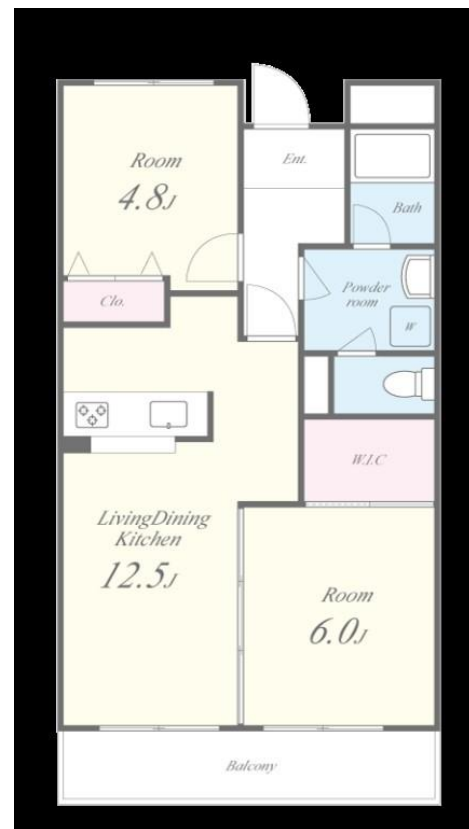 Room
4.8J
Ent.
Bath
Clo.
Powder
room
W
W.I.C
LivingDining
Kitchen
12.5J
Room
6.0J
Balcony